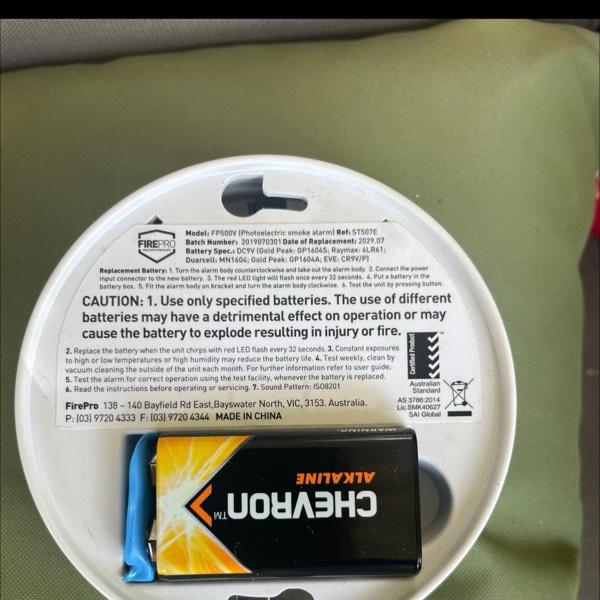 FIREPRO
Model: FP500V (Photoelectric smoke alarm) Ref: ST507E
Batch Number: 2019070301 Date of Replacement: 2029.07
Battery Spec.: DC9V (Gold Peak: GP1604S; Raymax: 6LR61;
Duarcell: MN1604; Gold Peak: GP1604A; EVE: CR9V/P)
Replacement Battery: 1. Turn the alarm body counterclockwise and take out the alarm body. 2. Connect the power
input connector to the new battery. 3. The red LED light will flash once every 32 seconds. 4. Put a battery in the
battery box. 5. Fit the alarm body on bracket and turn the alarm body clockwise. 6. Test the unit by pressing button.
CAUTION: 1. Use only specified batteries. The use of different
batteries may have a detrimental effect on operation or may
cause the battery to explode resulting in injury or fire.
2. Replace the battery when the unit chirps with red LED flash every 32 seconds. 3. Constant exposures
to high or low temperatures or high humidity may reduce the battery life. 4. Test weekly, clean by
vacuum cleaning the outside of the unit each month. For further information refer to user guide.
5. Test the alarm for correct operation using the test facility, whenever the battery is replaced.
6. Read the instructions before operating or servicing. 7. Sound Pattern: ISO8201
FirePro 138 - 140 Bayfield Rd East,Bayswater North, VIC, 3153. Australia.
P: (03) 9720 4333 F: (03) 9720 4344 MADE IN CHINA
Certified Product
Australian
Standard
AS 3786:2014
Lic:SMK40627
SAI Global
WARNING
CHEVRON™
ALKALINE